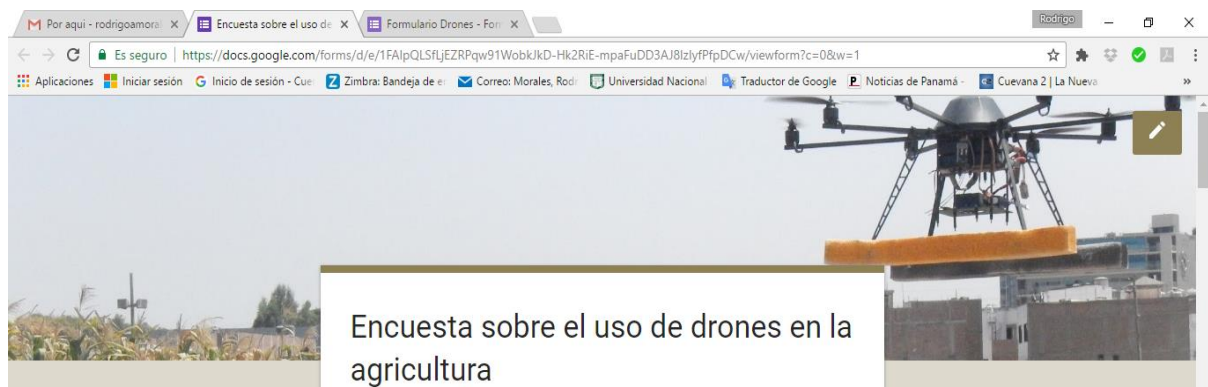 Por aqui - rodrigoamoral
Encuesta sobre el uso de
Formulario Drones - Forr
Rodrigo
Es seguro
https://docs.google.com/forms/d/e/1FAIpQLSfLjEZRPqw91WobkJkD-Hk2RiE-mpaFuDD3AJ8lzlyfPfpDCw/viewform?c=0&w=1
Aplicaciones Iniciar sesión Inicio de sesión - Cue Zimbra: Bandeja de e Correo: Morales, Rod Universidad Nacional Traductor de Google Noticias de Panamá - Cuevana 2 | La Nueva
Encuesta sobre el uso de drones en la
agricultura